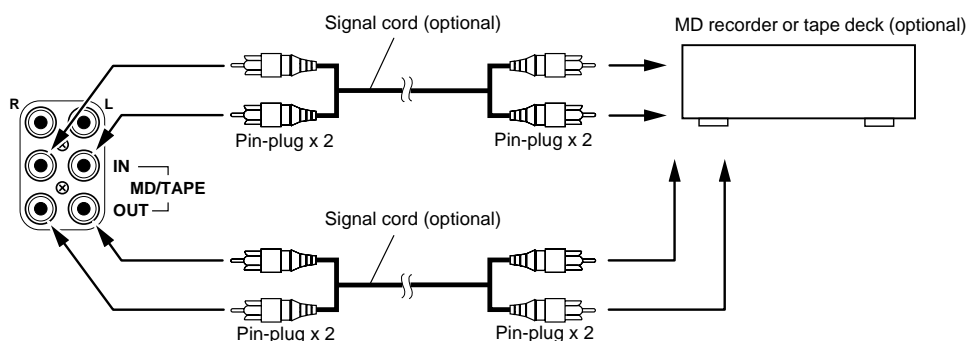 Signal cord (optional)
MD recorder or tape deck (optional)
R
L
Pin-plug x 2
Pin-plug x 2
IN
MD/TAPE
OUT
Signal cord (optional)
Pin-plug x 2
Pin-plug x 2